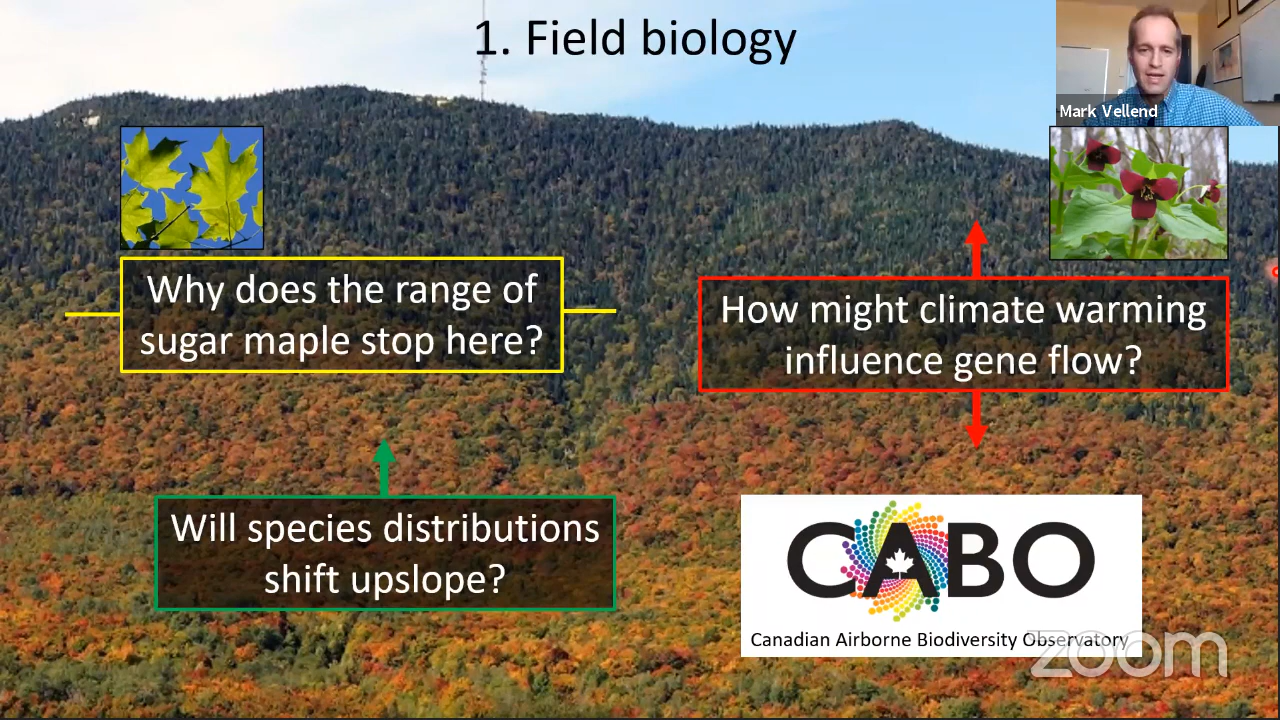 1. Field biology
Mark Vellend
Why does the range of
sugar maple stop here?
How might climate warming
influence gene flow?
Will species distributions
shift upslope?
CABO
Canadian Airborne Biodiversity Observatory
zoom